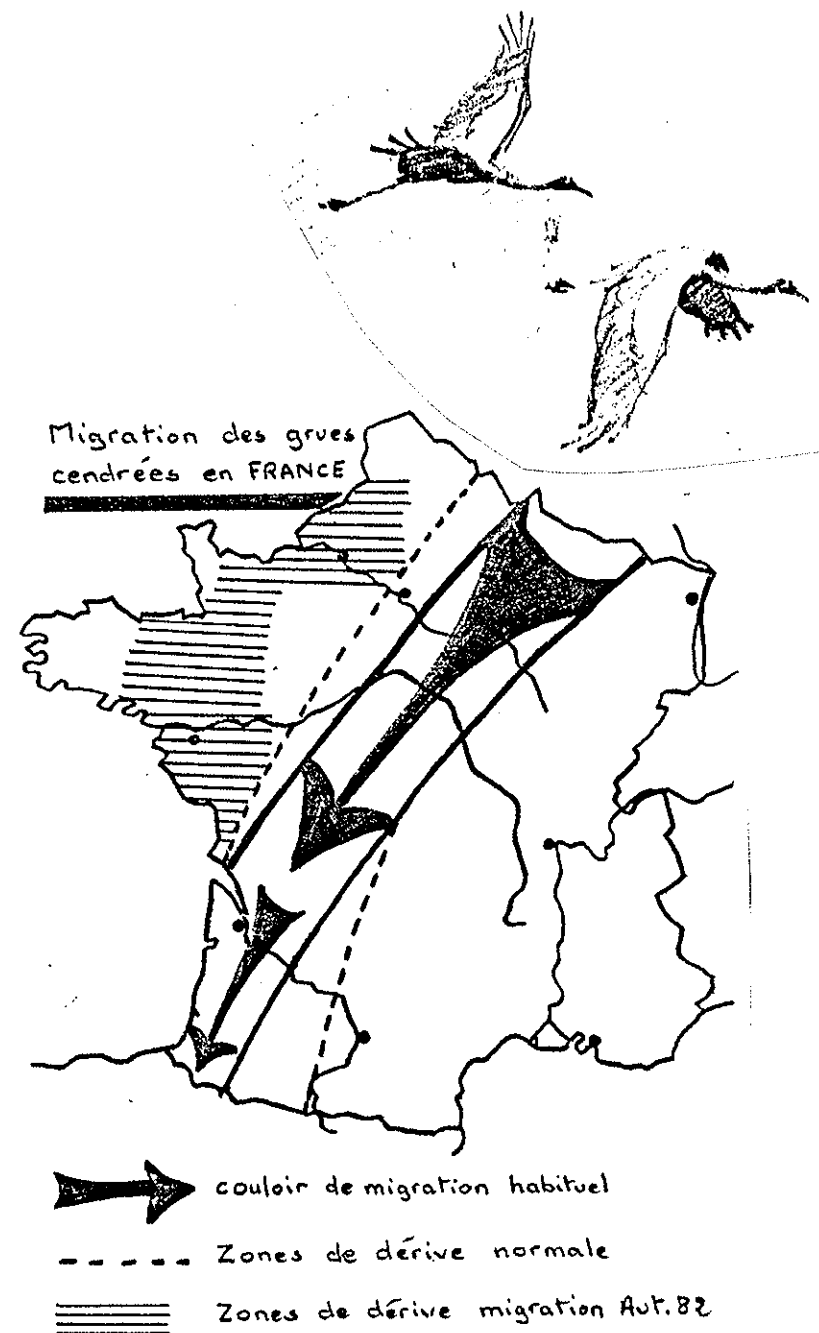 Migration des grues
cendrées en FRANCE
couloir de migration habituel
Zones de dérive normale
Zones de dérive migration Aut. 82